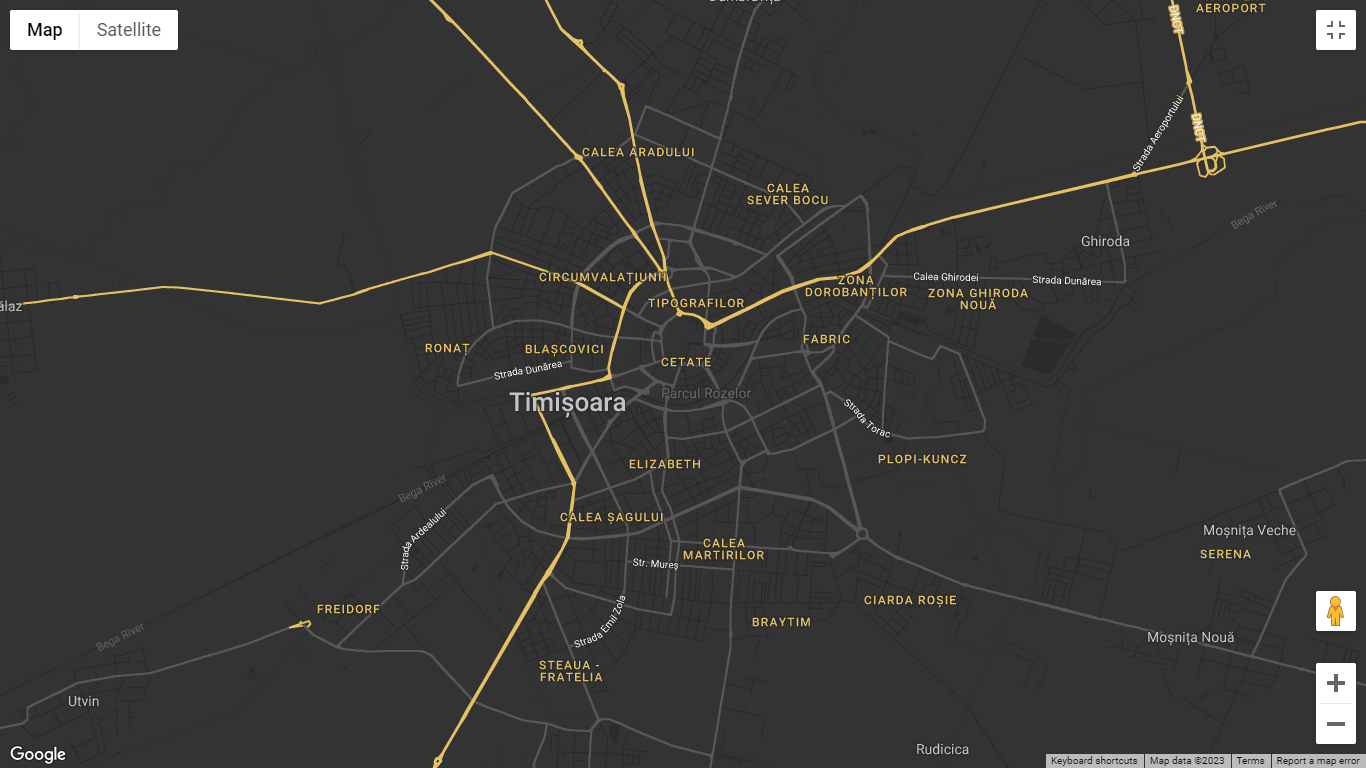 Map
Satellite
DNCT
AEROPORT
CALEA ARADULUI
CALEA
SEVER BOCU
Strada Aeroportului
DNCT
Bega River
Ghiroda
CIRCUMVALAȚIUNII
Calea Ghirodei
Strada Dunărea
ZONA
DOROBANȚILOR
ZONA GHIRODA
NOUĂ
TIPOGRAFILOR
FABRIC
RONAȚ
BLAȘCOVICI
CETATE
Strada Dunărea
Parcul Rozelor
Timișoara
Strada Torac
PLOPI-KUNCZ
ELIZABETH
Bega River
CALEA ȘAGULUI
Strada Ardealului
CALEA
MARTIRILOR
Moșnița Veche
SERENA
Str. Mureș
CIARDA ROȘIE
FREIDORF
BRAYTIM
Strada Emil Zola
Bega River
Moșnița Nouă
STEAUA -
FRATELIA
Utvin
Rudicica
Google
Keyboard shortcuts
Map data ©2023
Terms
Report a map error